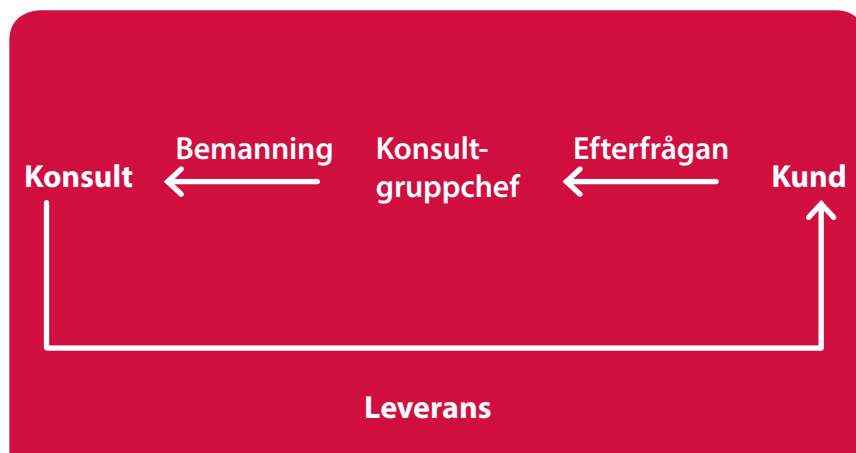 Konsult
Bemanning
Konsult-
gruppchef
Efterfrågan
Kund
Leverans